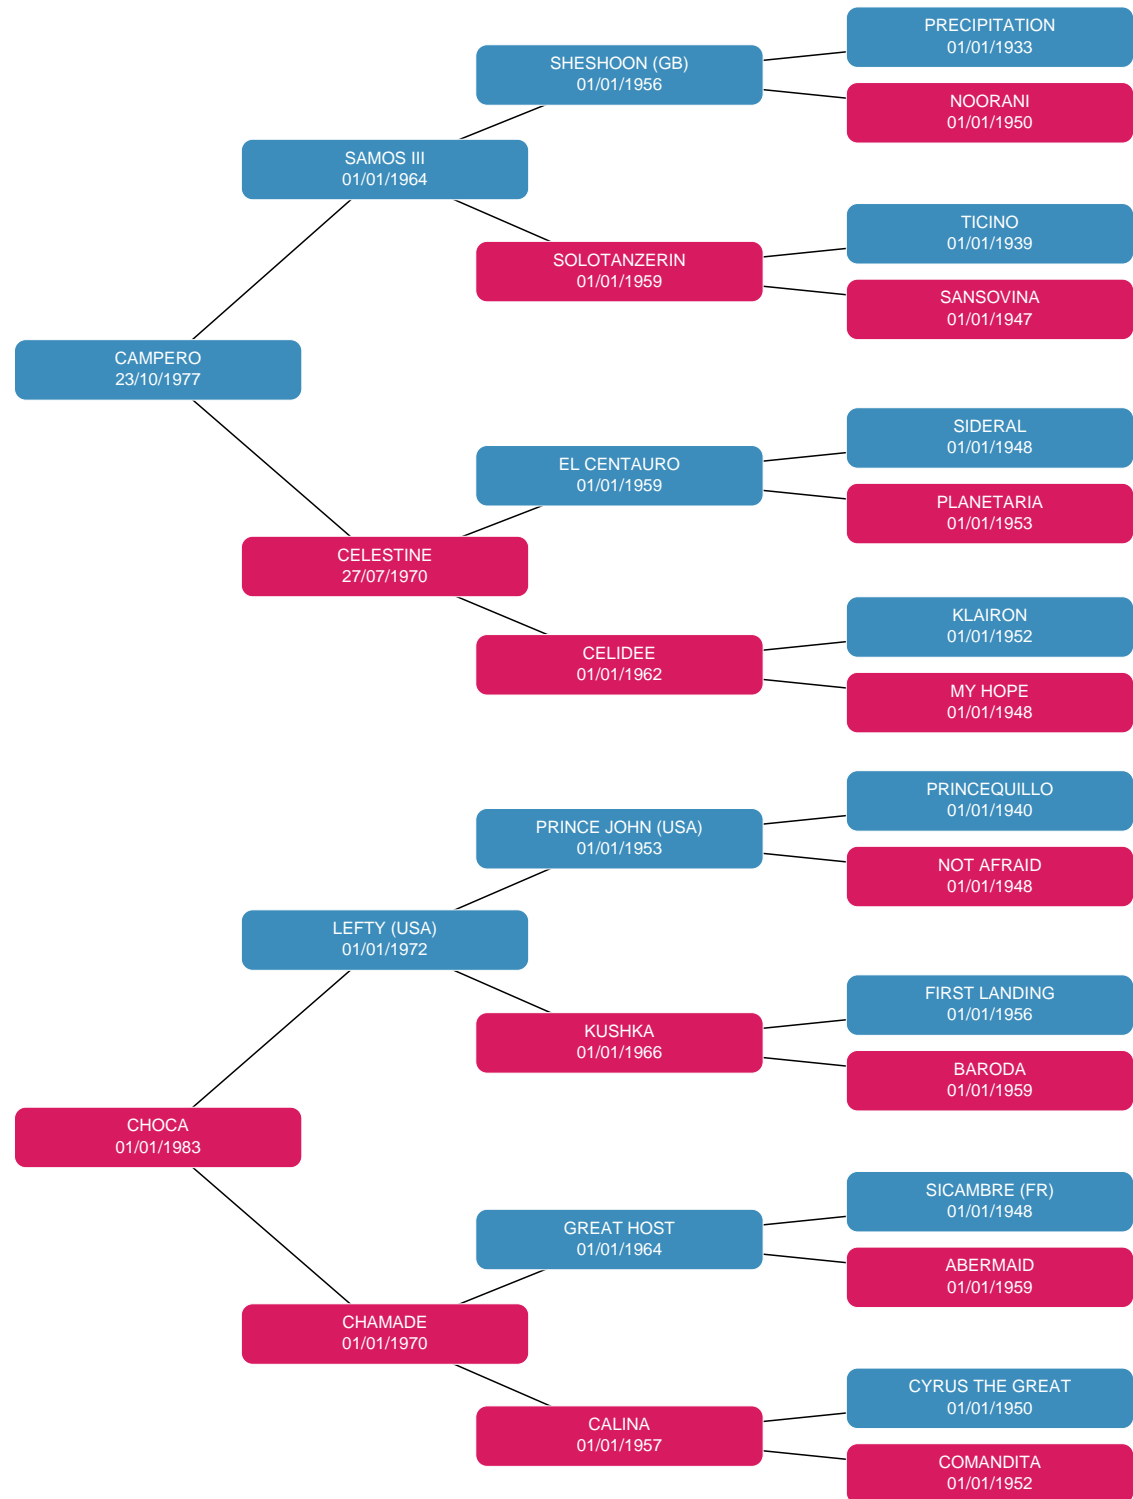 PRECIPITATION
01/01/1933
SHESHOON (GB)
01/01/1956
NOORANI
01/01/1950
SAMOS III
01/01/1964
TICINO
01/01/1939
SOLOTANZERIN
01/01/1959
SANSOVINA
01/01/1947
CAMPERO
23/10/1977
SIDERAL
01/01/1948
EL CENTAURO
01/01/1959
PLANETARIA
01/01/1953
CELESTINE
27/07/1970
KLAIRON
01/01/1952
CELIDEE
01/01/1962
MY HOPE
01/01/1948
PRINCEQUILLO
01/01/1940
PRINCE JOHN (USA)
01/01/1953
NOT AFRAID
01/01/1948
LEFTY (USA)
01/01/1972
FIRST LANDING
01/01/1956
KUSHKA
01/01/1966
BARODA
01/01/1959
CHOCA
01/01/1983
SICAMBRE (FR)
01/01/1948
GREAT HOST
01/01/1964
ABERMAID
01/01/1959
CHAMADE
01/01/1970
CYRUS THE GREAT
01/01/1950
CALINA
01/01/1957
COMANDITA
01/01/1952